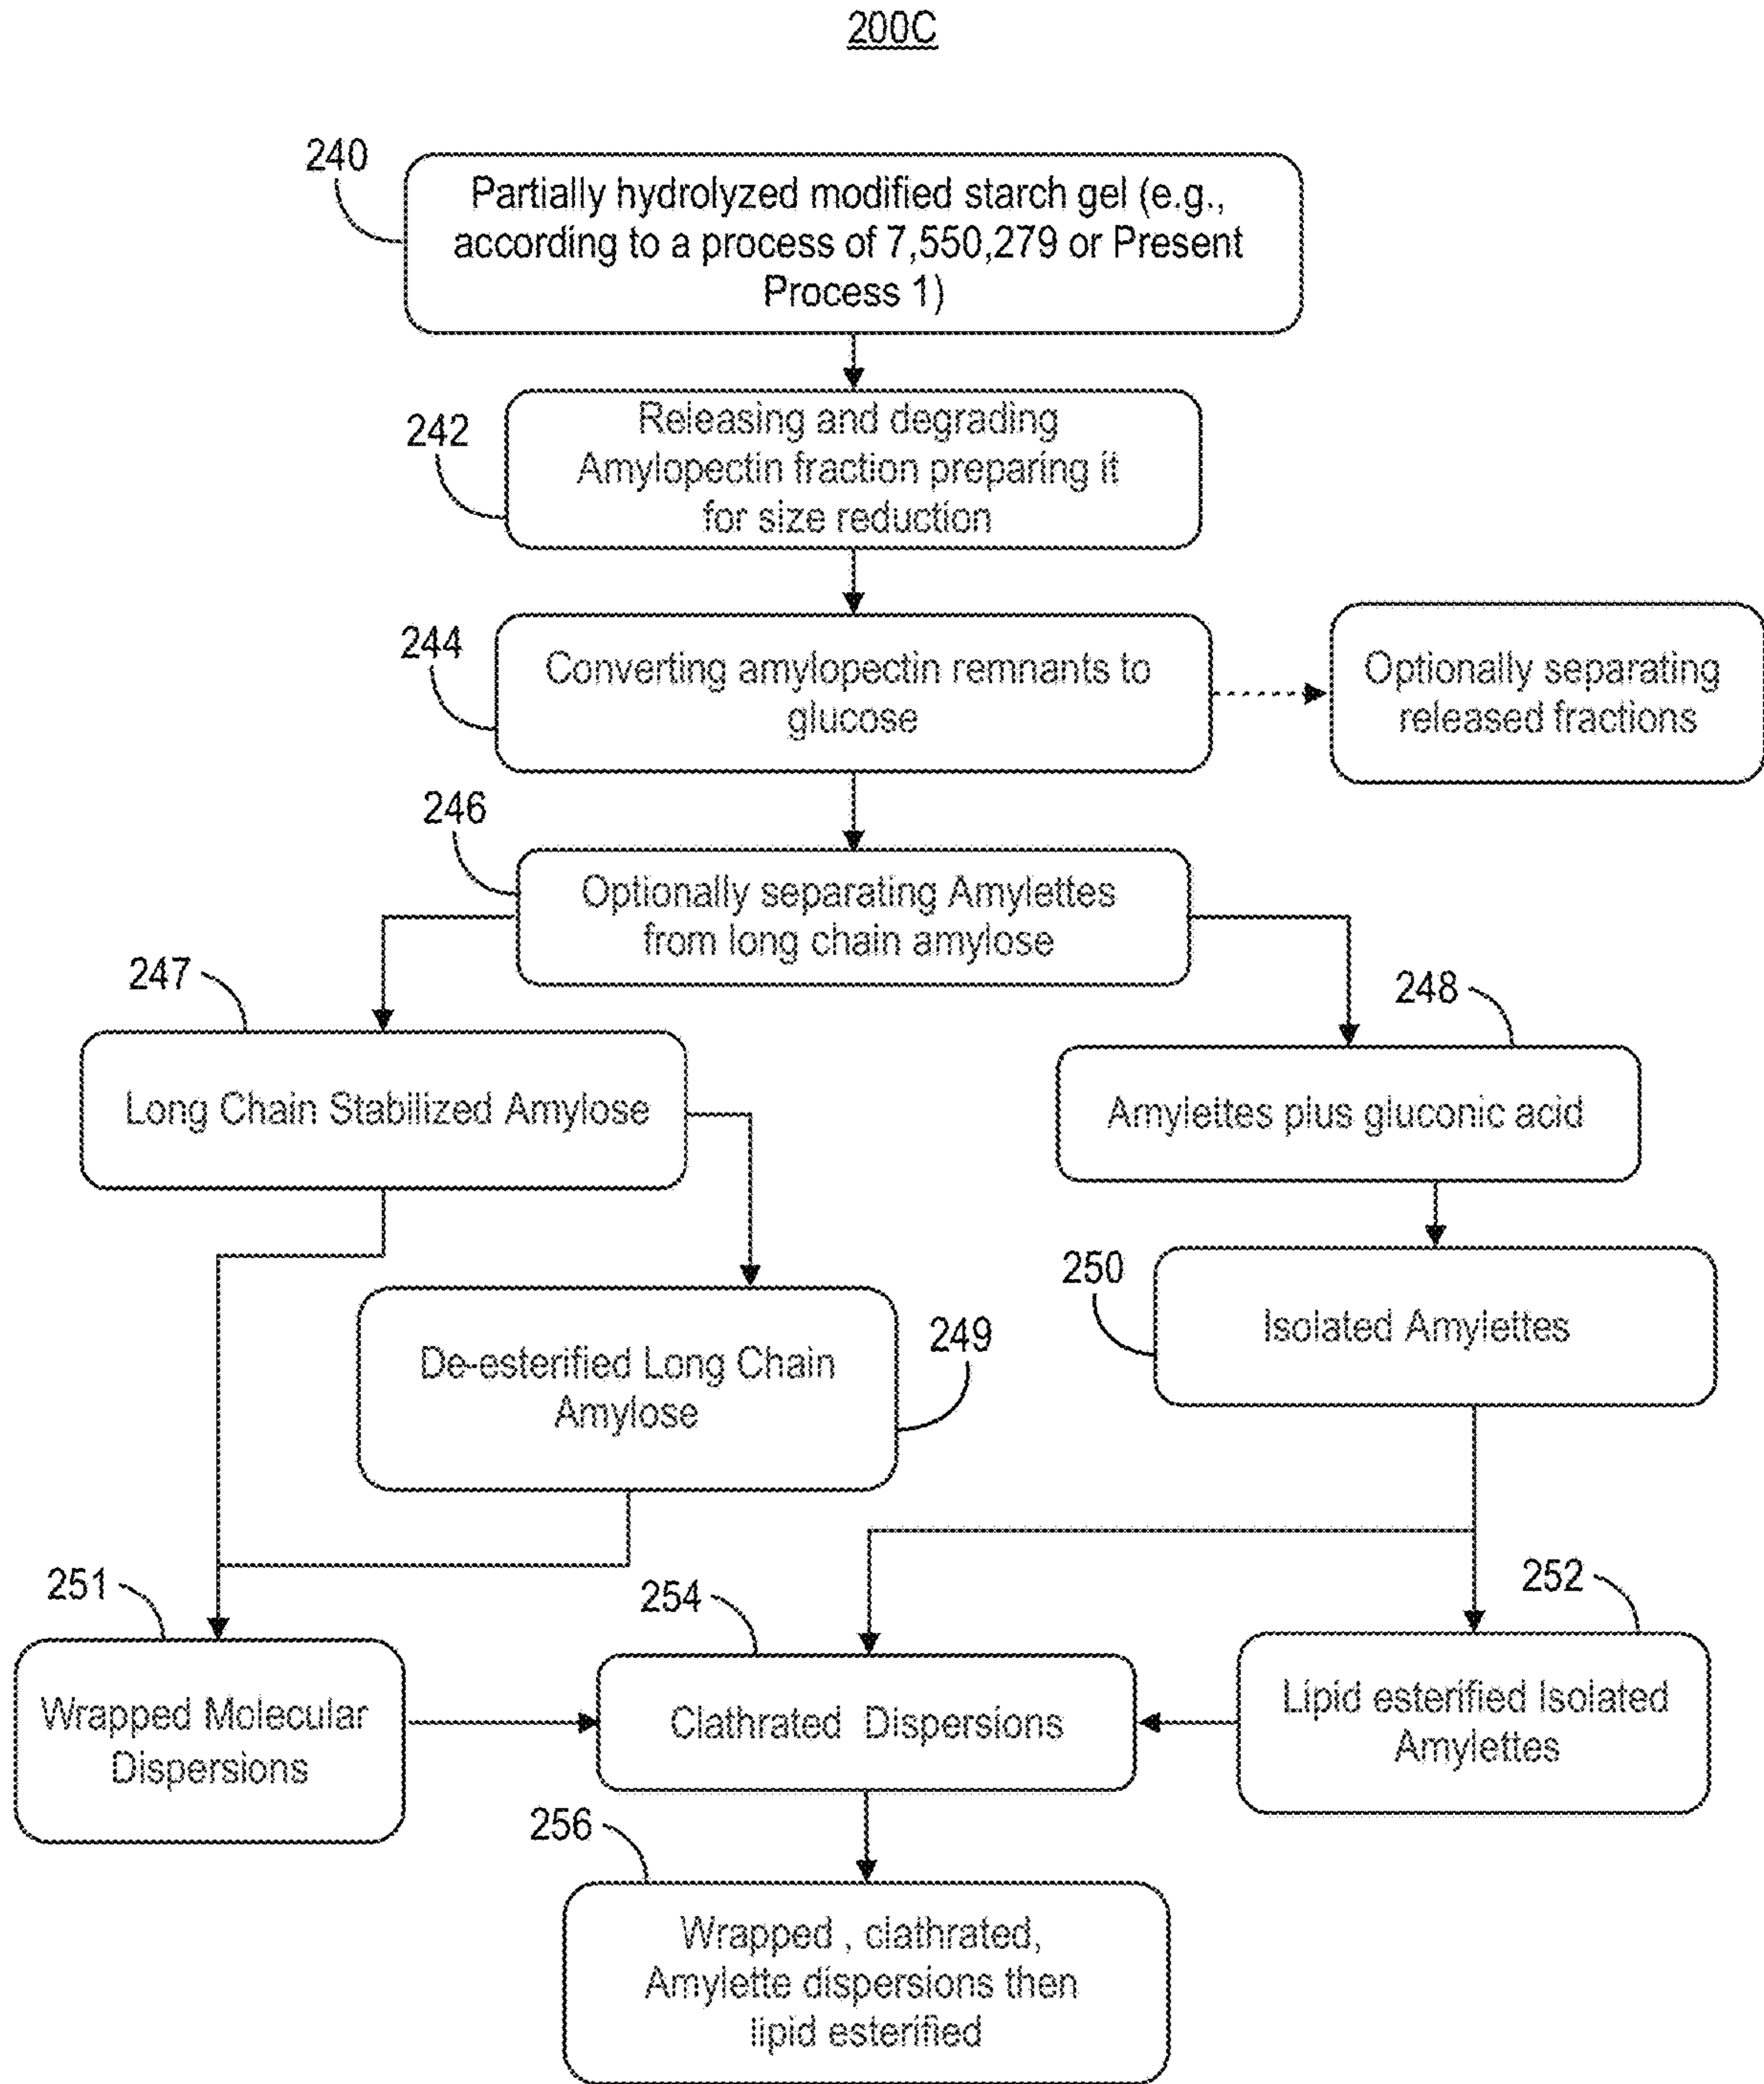 200C
240
Partially hydrolyzed modified starch gel (e.g.,
according to a process of 7,550,279 or Present
Process 1)
242
Releasing and degrading
Amylopectin fraction preparing it
for size reduction
244
Converting amylopectin remnants to
glucose
Optionally separating
released fractions
246
Optionally separating Amylettes
from long chain amylose
247
Long Chain Stabilized Amylose
248
Amylettes plus gluconic acid
249
De-esterified Long Chain
Amylose
250
Isolated Amylettes
251
Wrapped Molecular
Dispersions
254
Clathrated Dispersions
252
Lipid esterified Isolated
Amylettes
256
Wrapped , clathrated,
Amylette dispersions then
lipid esterified